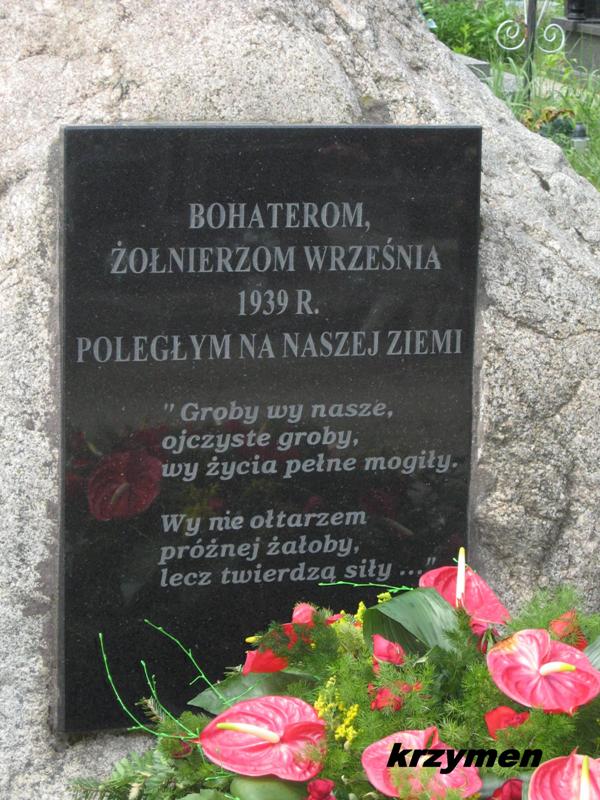 BOHATEROM,
ŻOŁNIERZOM WRZEŚNIA
1939 R.
POLEGŁYM NA NASZEJ ZIEMI
" Groby wy nasze,
ojczyste groby,
wy życia pełne mogiły.
Wy nie ołtarzem
próżnej żałoby,
lecz twierdzą siły ..."
krzymen